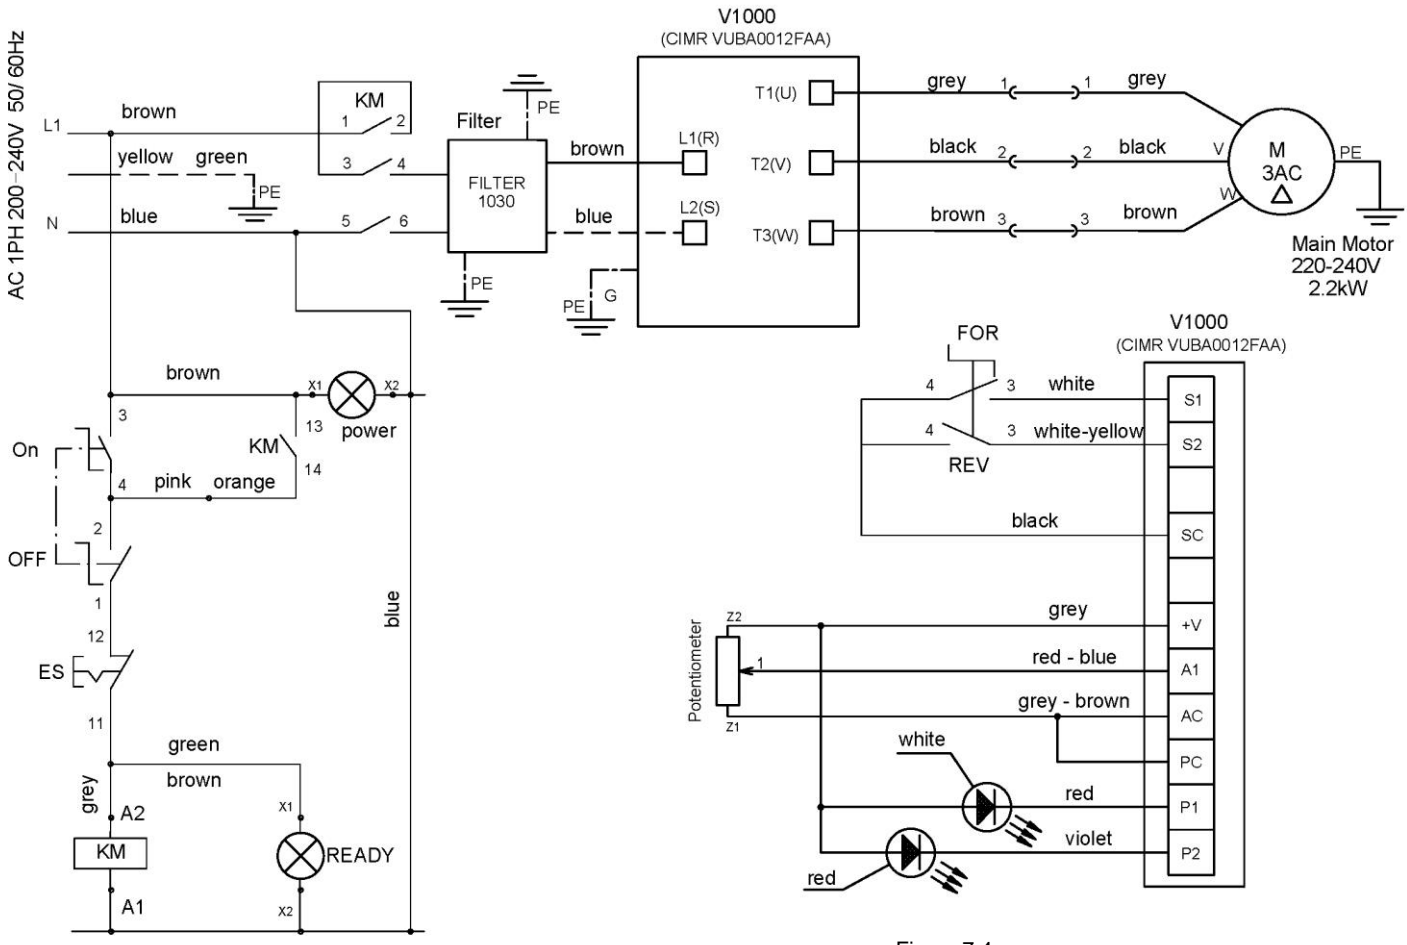 AC 1PH 200-240V 50/ 60Hz
V1000
(CIMR VUBA0012FAA)
L1
brown
KM
1
2
3
4
yellow green
PE
N
blue
5
6
Filter
PE
FILTER
1030
PE
brown
blue
PE
G
L1(R)
L2(S)
T1(U)
T2(V)
T3(W)
grey
1
1
grey
black
2
2
black
brown
3
3
brown
V
W
M
3AC
PE
Main Motor
220-240V
2.2kW
brown
X1
X2
power
3
On
4
13
KM
14
pink
orange
2
OFF
1
12
ES
11
blue
green
brown
grey
A2
KM
A1
X1
READY
X2
V1000
(CIMR VUBA0012FAA)
FOR
4
3
white
S1
4
3
white-yellow
S2
REV
black
SC
Potentiometer
Z2
grey
+V
1
red - blue
A1
grey - brown
AC
Z1
PC
white
red
P1
violet
P2
red